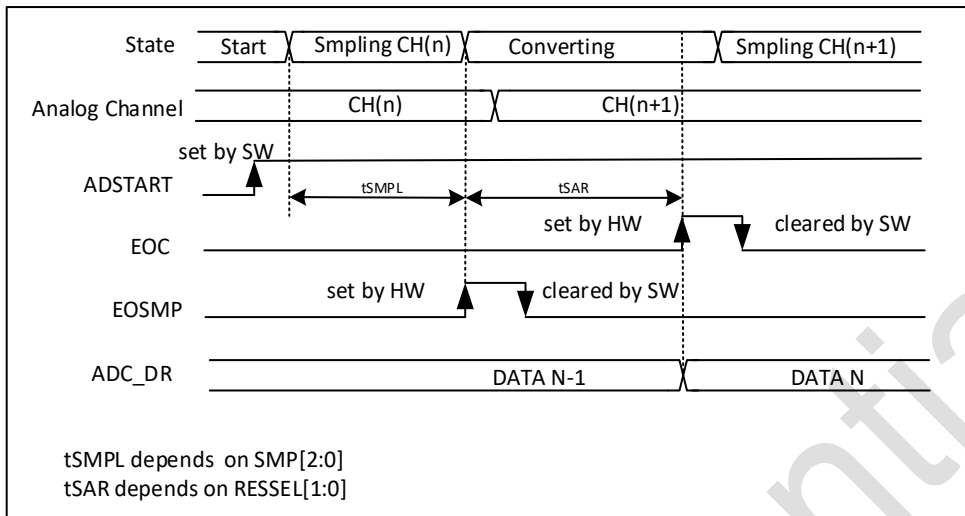 State Start Smpling CH(n) Converting Smpling CH(n+1)
Analog Channel CH(n) CH(n+1)
set by SW
ADSTART
tSMPL tSAR
set by HW cleared by SW
EOC
set by HW cleared by SW
EOSMP
ADC_DR DATA N-1 DATA N
tSMPL depends on SMP[2:0]
tSAR depends on RESSEL[1:0]